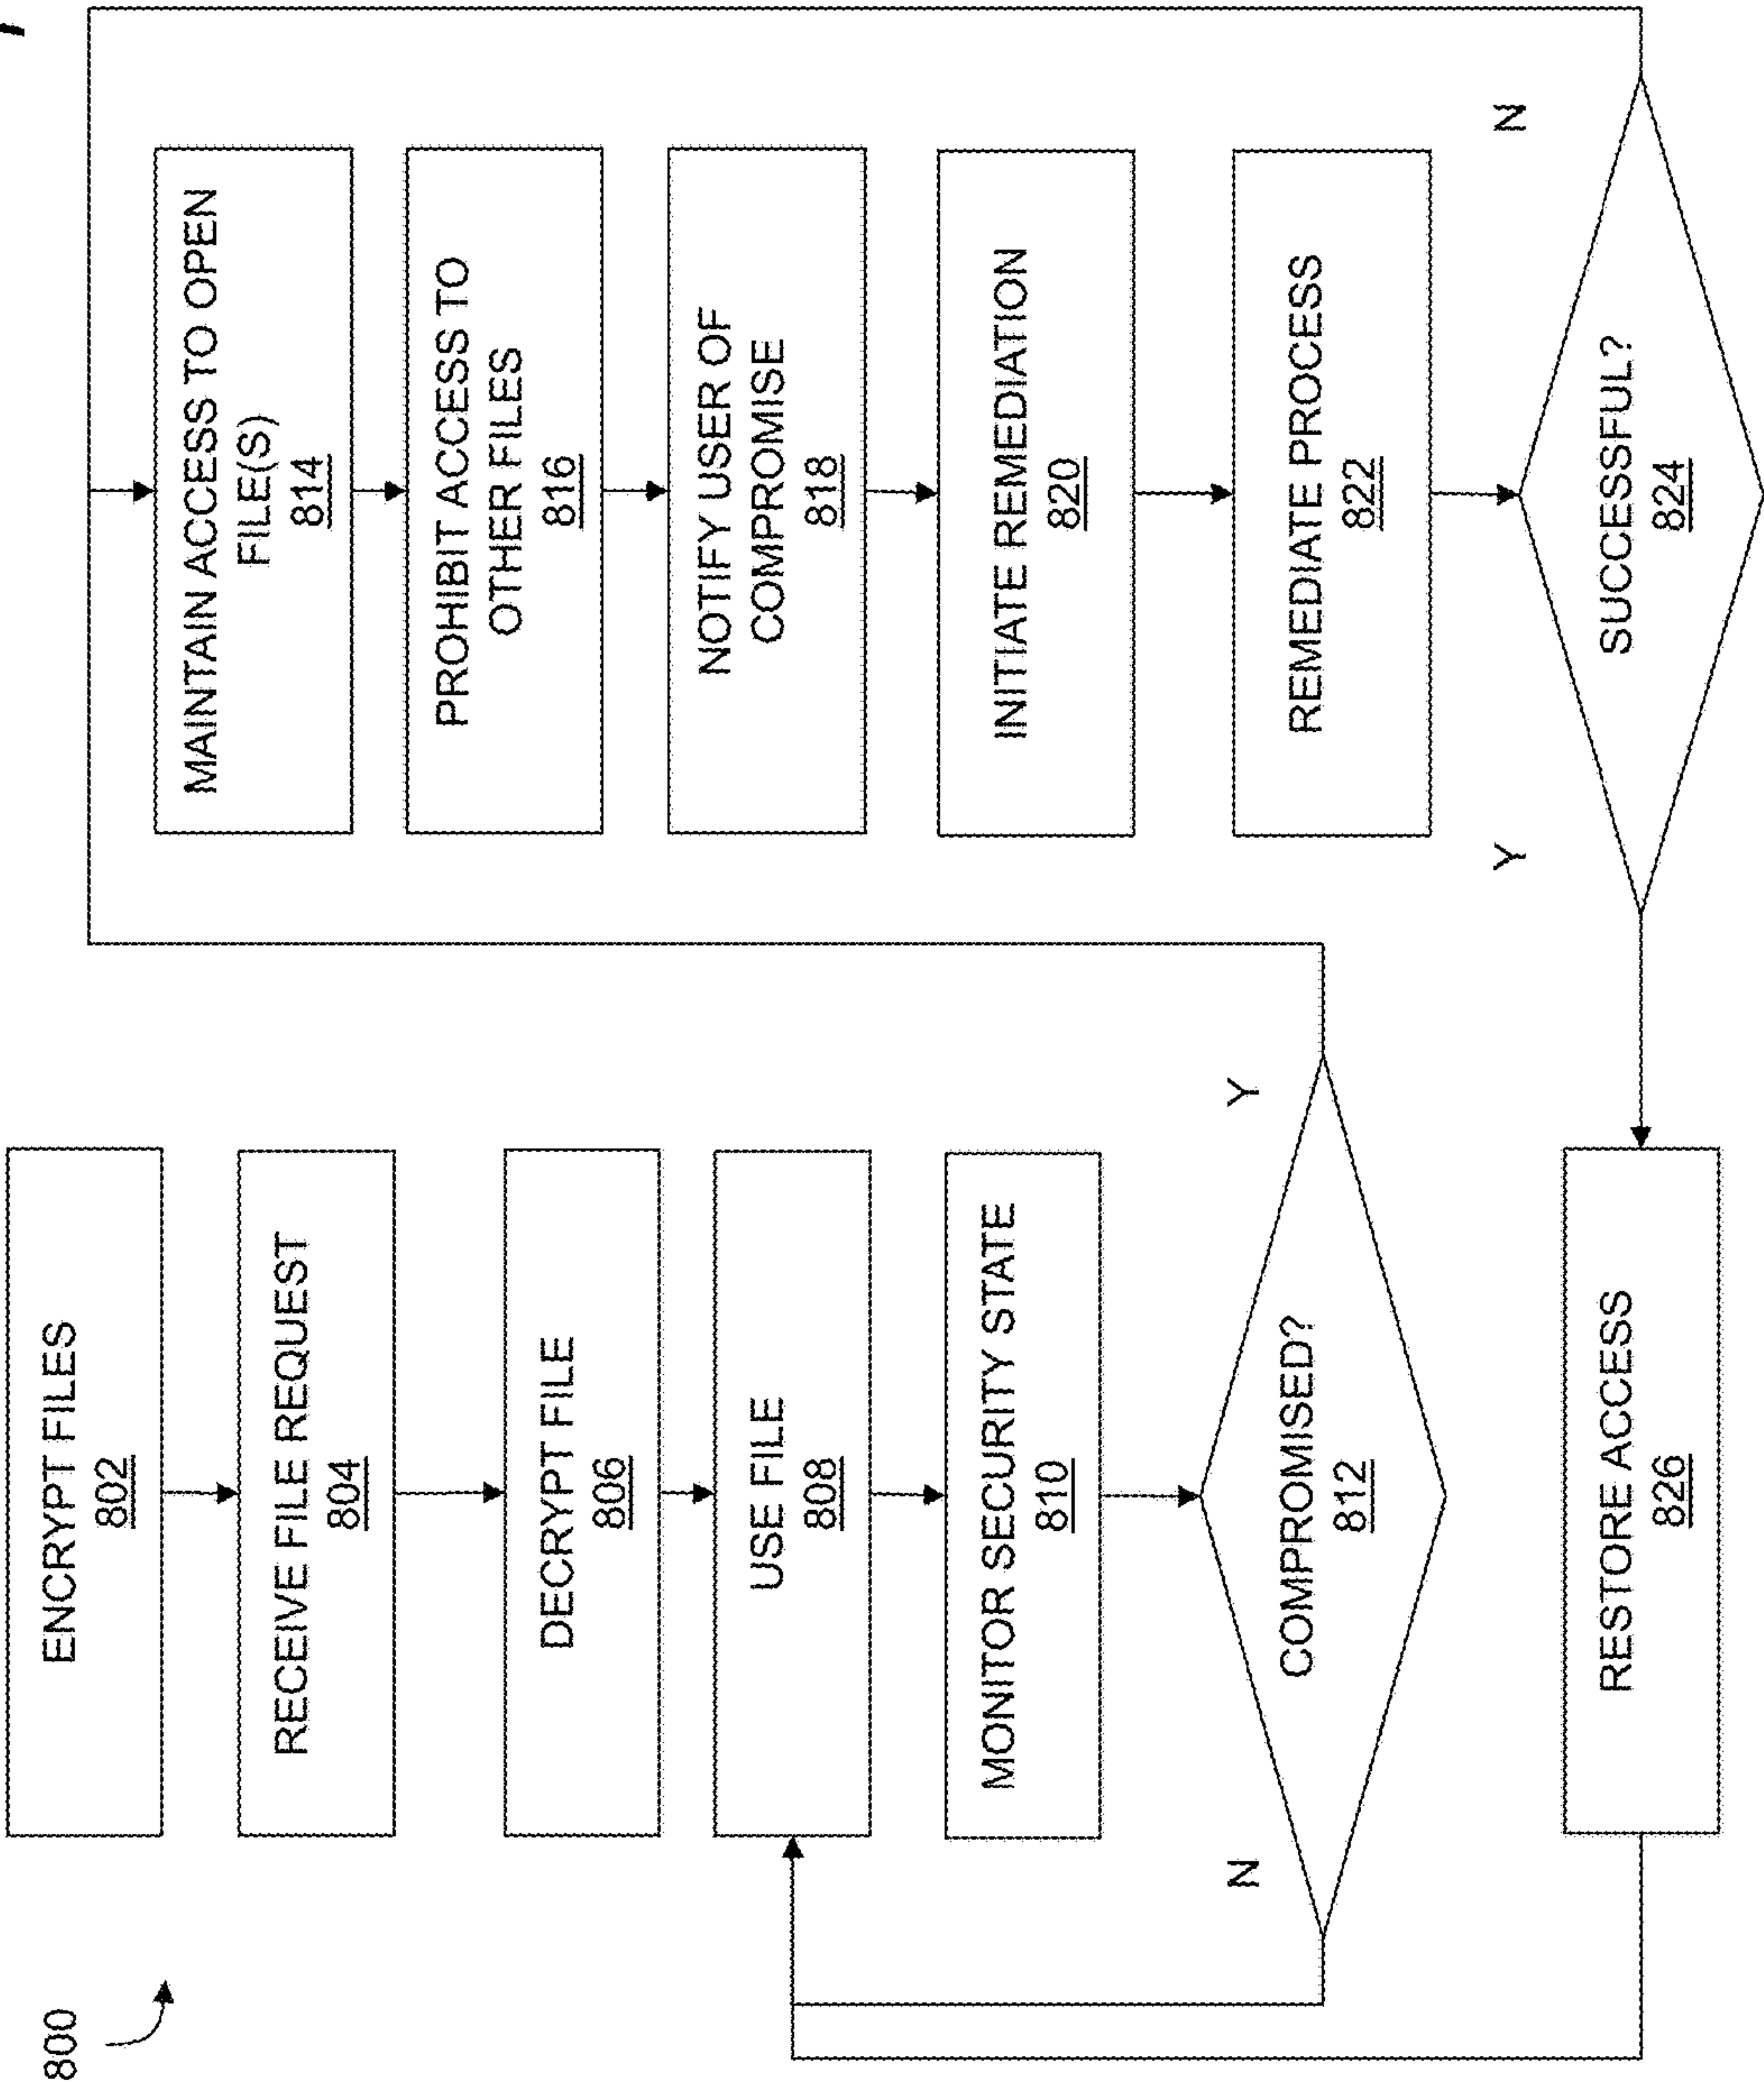 800
ENCRYPT FILES
802
RECEIVE FILE REQUEST
804
DECRYPT FILE
806
USE FILE
808
MONITOR SECURITY STATE
810
COMPROMISED?
812
N
Y
MAINTAIN ACCESS TO OPEN
FILE(S)
814
PROHIBIT ACCESS TO
OTHER FILES
816
NOTIFY USER OF
COMPROMISE
818
INITIATE REMEDIATION
820
REMEDIATE PROCESS
822
SUCCESSFUL?
824
Y
N
RESTORE ACCESS
826